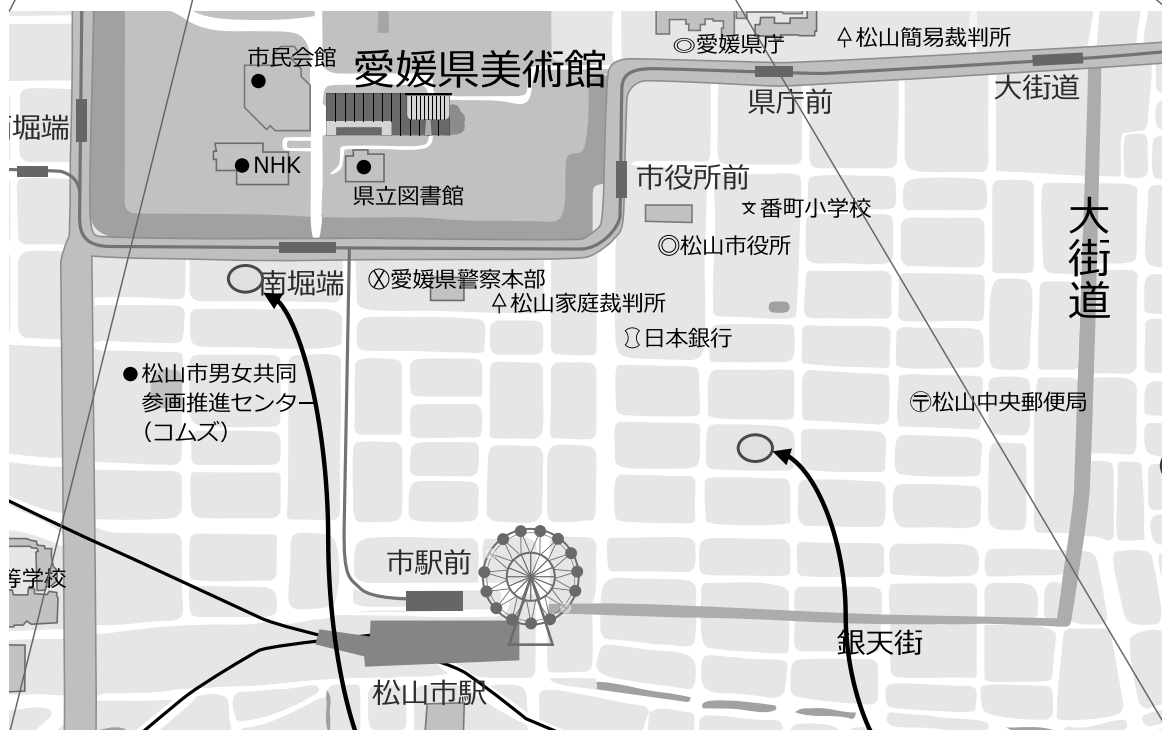 市民会館
愛媛県美術館
愛媛県庁
松山簡易裁判所
大街道
県庁前
堀端
NHK
県立図書館
市役所前
番町小学校
松山市役所
大街道
南堀端
愛媛県警察本部
松山家庭裁判所
日本銀行
松山市男女共同
参画推進センター
(コムズ)
松山中央郵便局
市駅前
等学校
銀天街
松山市駅